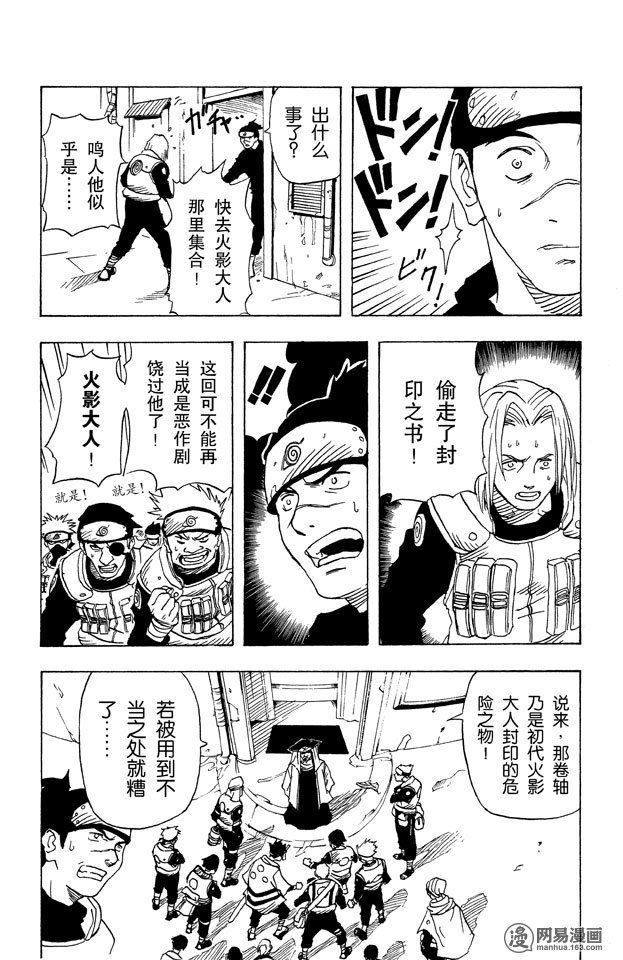 ドン!
ドン!
ビク!
ガチャ…
出什么
事了?
快去火影大人
那里集合!
鸣人他似
乎是……
偷走了封
印之书!
!!
这回可不能再
当成是恶作剧
饶过他了!
火影大人!
就是!
就是!
说来,那卷轴
乃是初代火影
大人封印的危
险之物!
若被用到不
当之处就糟
了……
网易漫画
manhua.163.com